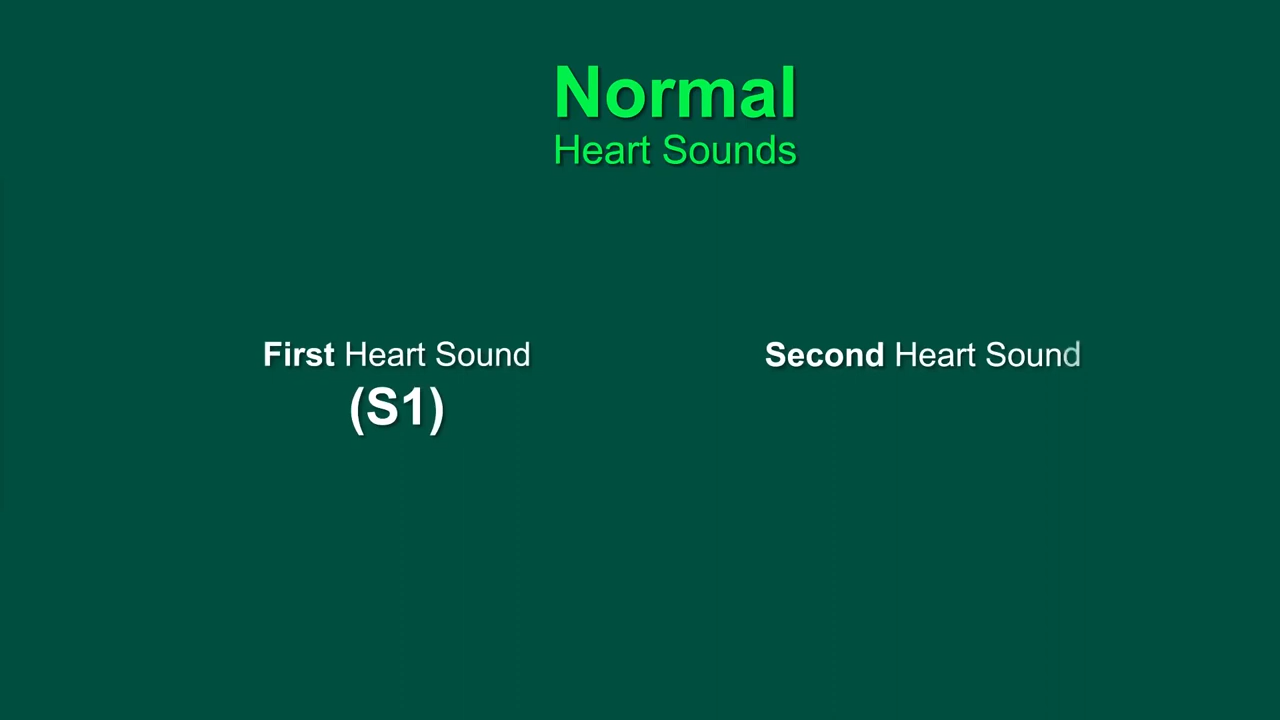 Normal
Heart Sounds
First Heart Sound
(S1)
Second Heart Sound